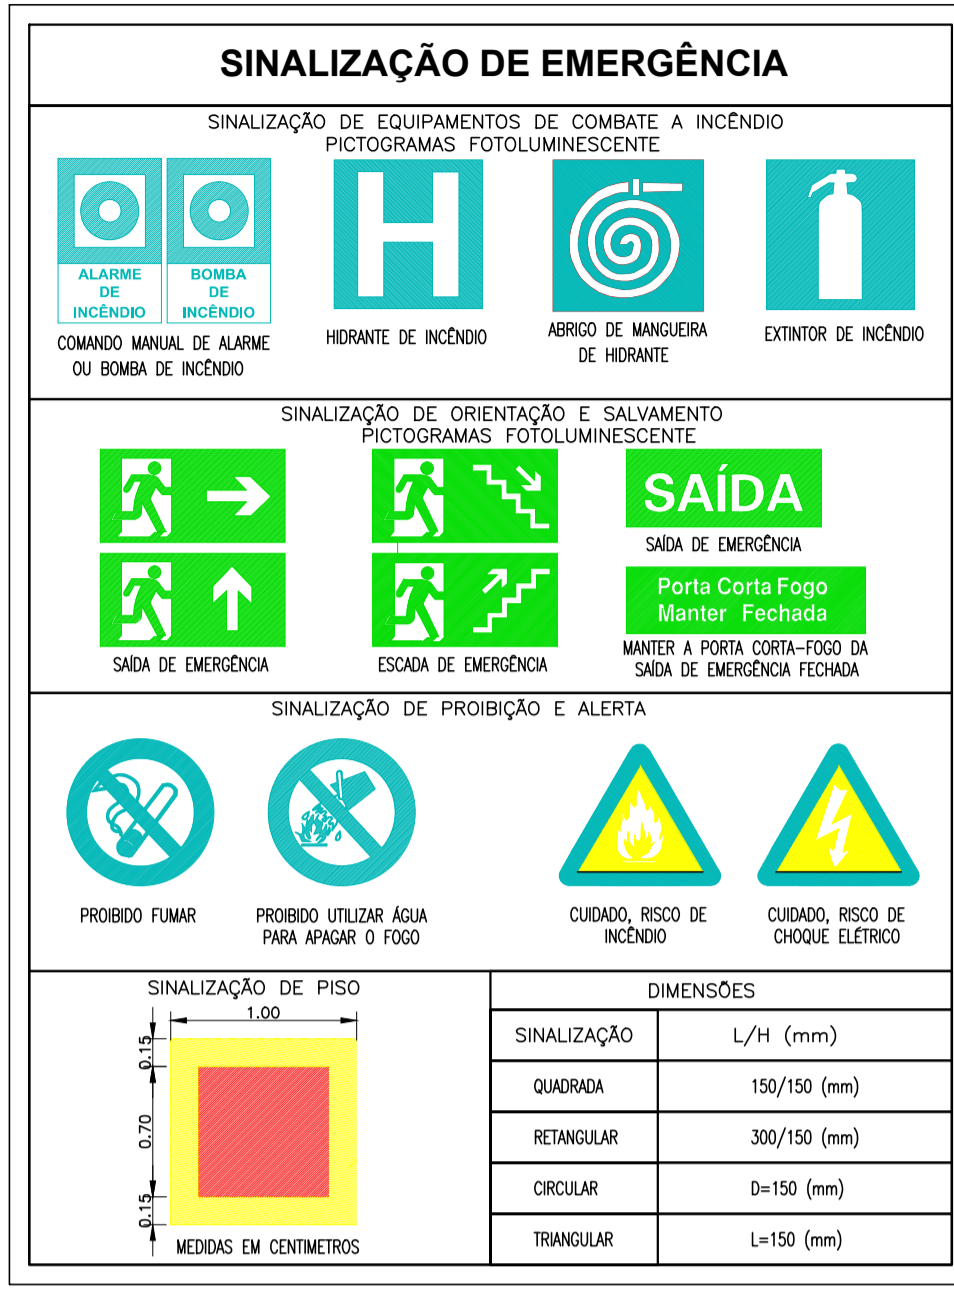 SINALIZAÇÃO DE EMERGÊNCIA
SINALIZAÇÃO DE EQUIPAMENTOS DE COMBATE A INCÊNDIO
PICTOGRAMAS FOTOLUMINESCENTE
ALARME
DE
INCÊNDIO
BOMBA
DE
INCÊNDIO
COMANDO MANUAL DE ALARME
OU BOMBA DE INCÊNDIO
H
HIDRANTE DE INCÊNDIO
ABRIGO DE MANGUEIRA
DE HIDRANTE
EXTINTOR DE INCÊNDIO
SINALIZAÇÃO DE ORIENTAÇÃO E SALVAMENTO
PICTOGRAMAS FOTOLUMINESCENTE
SAÍDA DE EMERGÊNCIA
ESCADA DE EMERGÊNCIA
SAÍDA
SAÍDA DE EMERGÊNCIA
Porta Corta Fogo
Manter Fechada
MANTER A PORTA CORTA-FOGO DA
SAÍDA DE EMERGÊNCIA FECHADA
SINALIZAÇÃO DE PROIBIÇÃO E ALERTA
PROIBIDO FUMAR
PROIBIDO UTILIZAR ÁGUA
PARA APAGAR O FOGO
CUIDADO, RISCO DE
INCÊNDIO
CUIDADO, RISCO DE
CHOQUE ELÉTRICO
SINALIZAÇÃO DE PISO
1.00
0.15
0.70
0.15
MEDIDAS EM CENTIMETROS
DIMENSÕES
SINALIZAÇÃO L/H (mm)
QUADRADA 150/150 (mm)
RETANGULAR 300/150 (mm)
CIRCULAR D=150 (mm)
TRIANGULAR L=150 (mm)